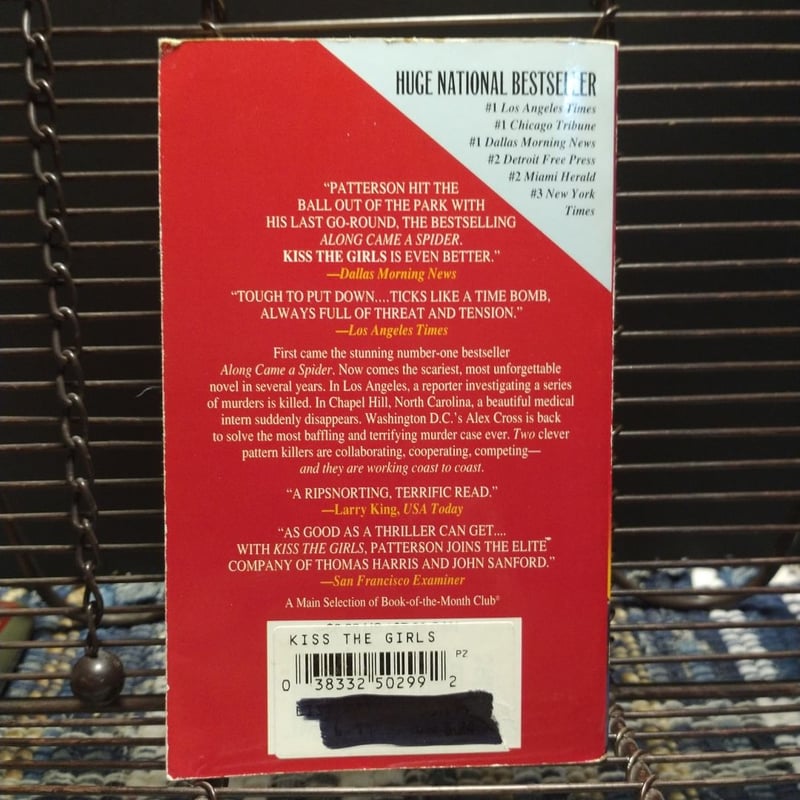 HUGE NATIONAL BESTSELLER
#1 Los Angeles Times
#1 Chicago Tribune
#1 Dallas Morning News
#2 Detroit Free Press
#2 Miami Herald
#3 New York
Times
“PATTERSON HIT THE
BALL OUT OF THE PARK WITH
HIS LAST GO-ROUND, THE BESTSELLING
ALONG CAME A SPIDER.
KISS THE GIRLS IS EVEN BETTER.”
—Dallas Morning News
“TOUGH TO PUT DOWN....TICKS LIKE A TIME BOMB,
ALWAYS FULL OF THREAT AND TENSION.”
—Los Angeles Times
First came the stunning number-one bestseller
Along Came a Spider. Now comes the scariest, most unforgettable
novel in several years. In Los Angeles, a reporter investigating a series
of murders is killed. In Chapel Hill, North Carolina, a beautiful medical
intern suddenly disappears. Washington D.C.’s Alex Cross is back
to solve the most baffling and terrifying murder case ever. Two clever
pattern killers are collaborating, cooperating, competing—
and they are working coast to coast.
“A RIPSNORTING, TERRIFIC READ.”
—Larry King, USA Today
“AS GOOD AS A THRILLER CAN GET....
WITH KISS THE GIRLS, PATTERSON JOINS THE ELITE
COMPANY OF THOMAS HARRIS AND JOHN SANFORD.”
—San Francisco Examiner
A Main Selection of Book-of-the-Month Club®
KISS THE GIRLS
PZ
0 38332 50299 2